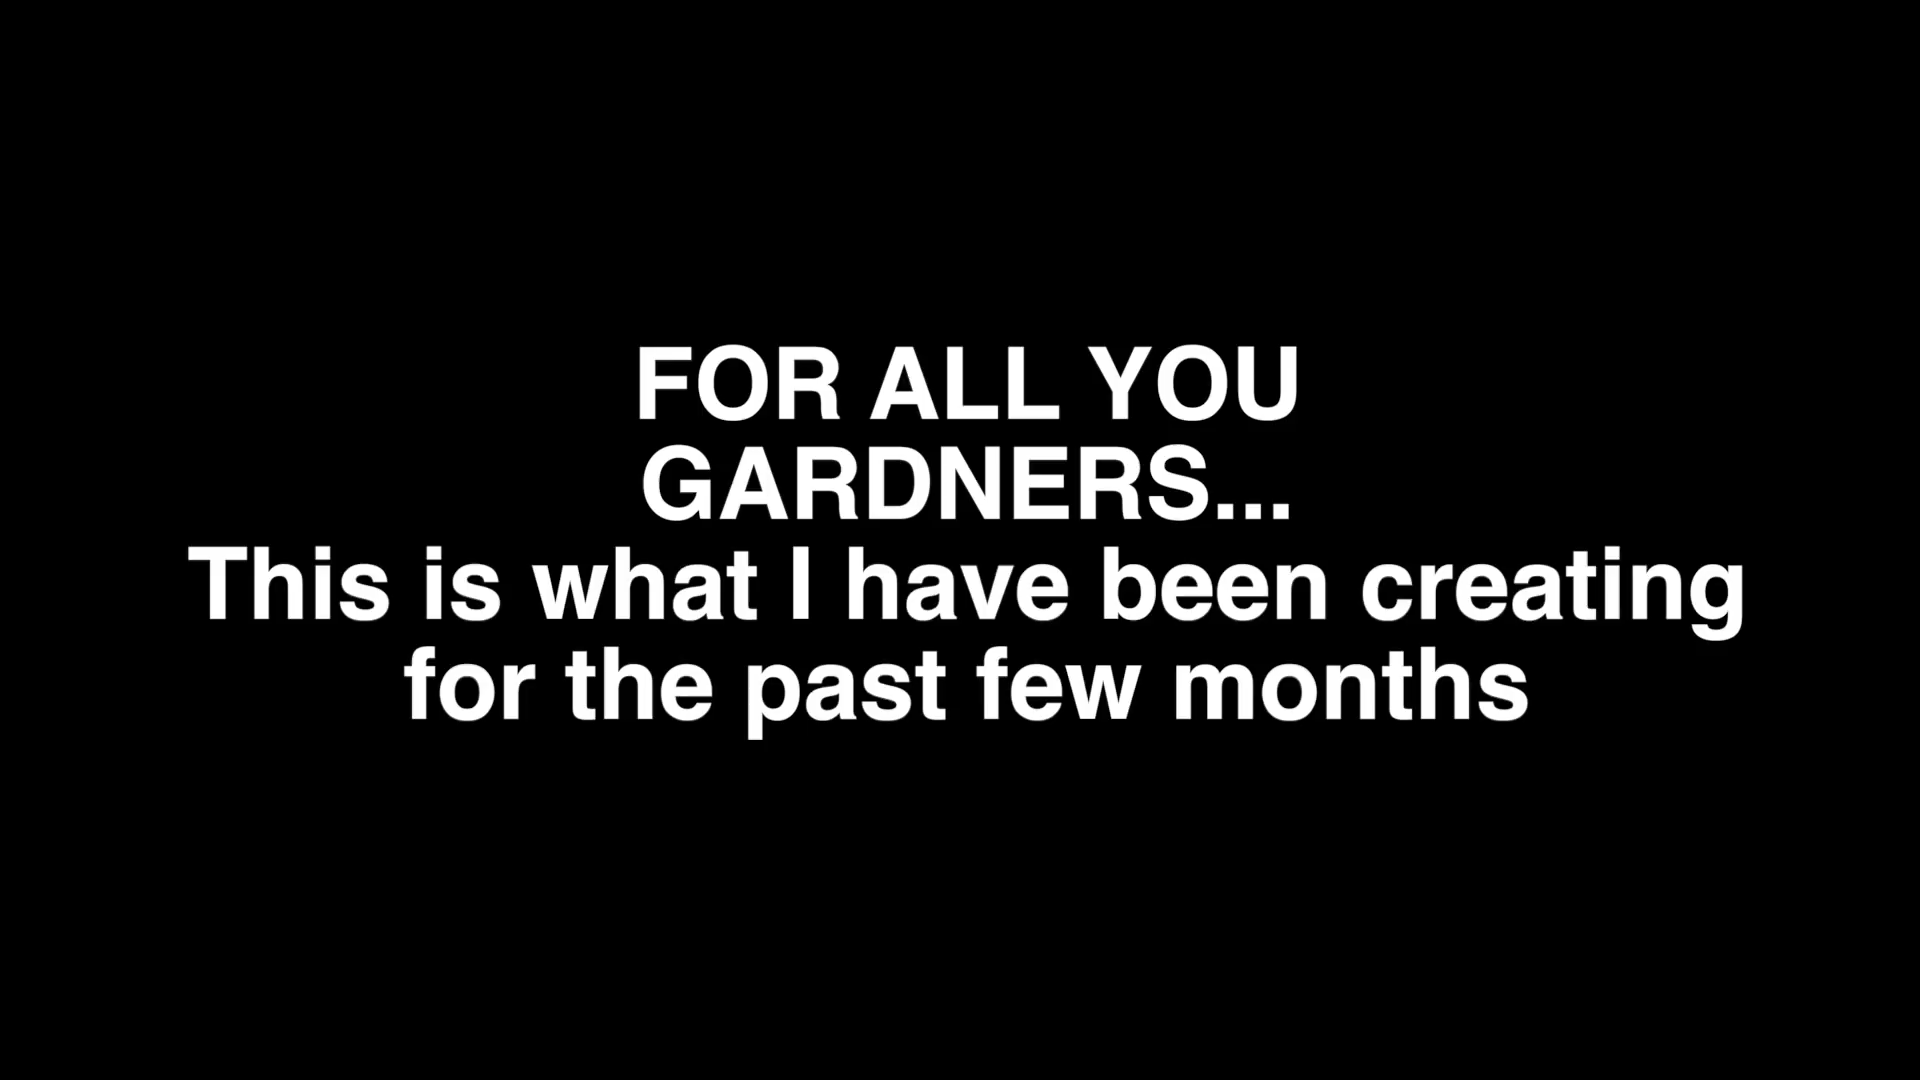 FOR ALL YOU
GARDNERS...
This is what I have been creating
for the past few months